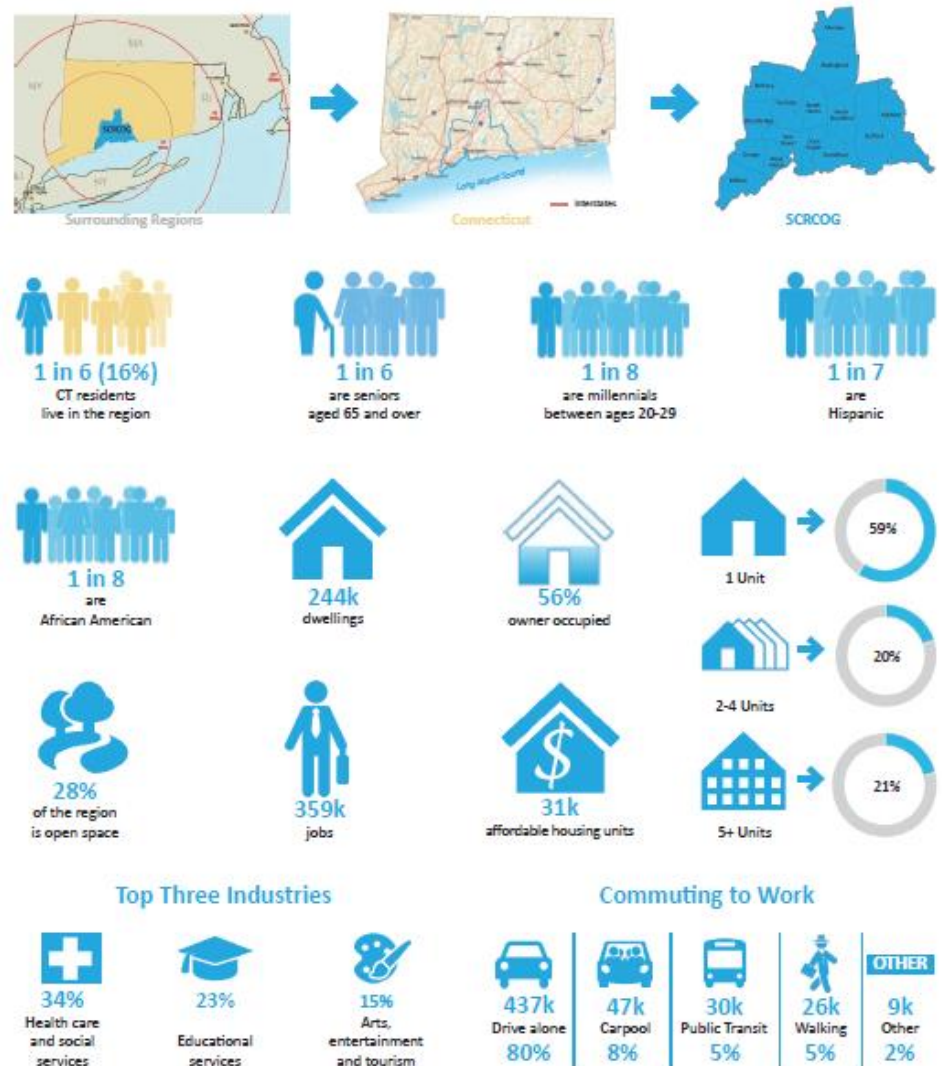 SCRCOG
Surrounding Regions
Long Island Sound
Interstates
Connecticut
SCRCOG
1 in 6 (16%)
CT residents
live in the region
1 in 6
are seniors
aged 65 and over
1 in 8
are millennials
between ages 20-29
1 in 7
are
Hispanic
1 in 8
are
African American
244k
dwellings
56%
owner occupied
1 Unit
59%
2-4 Units
20%
28%
of the region
is open space
359k
jobs
$
31k
affordable housing units
5+ Units
21%
Top Three Industries
34%
Health care
and social
services
23%
Educational
services
15%
Arts,
entertainment
and tourism
Commuting to Work
437k
Drive alone
80%
47k
Carpool
8%
30k
Public Transit
5%
26k
Walking
5%
OTHER
9k
Other
2%